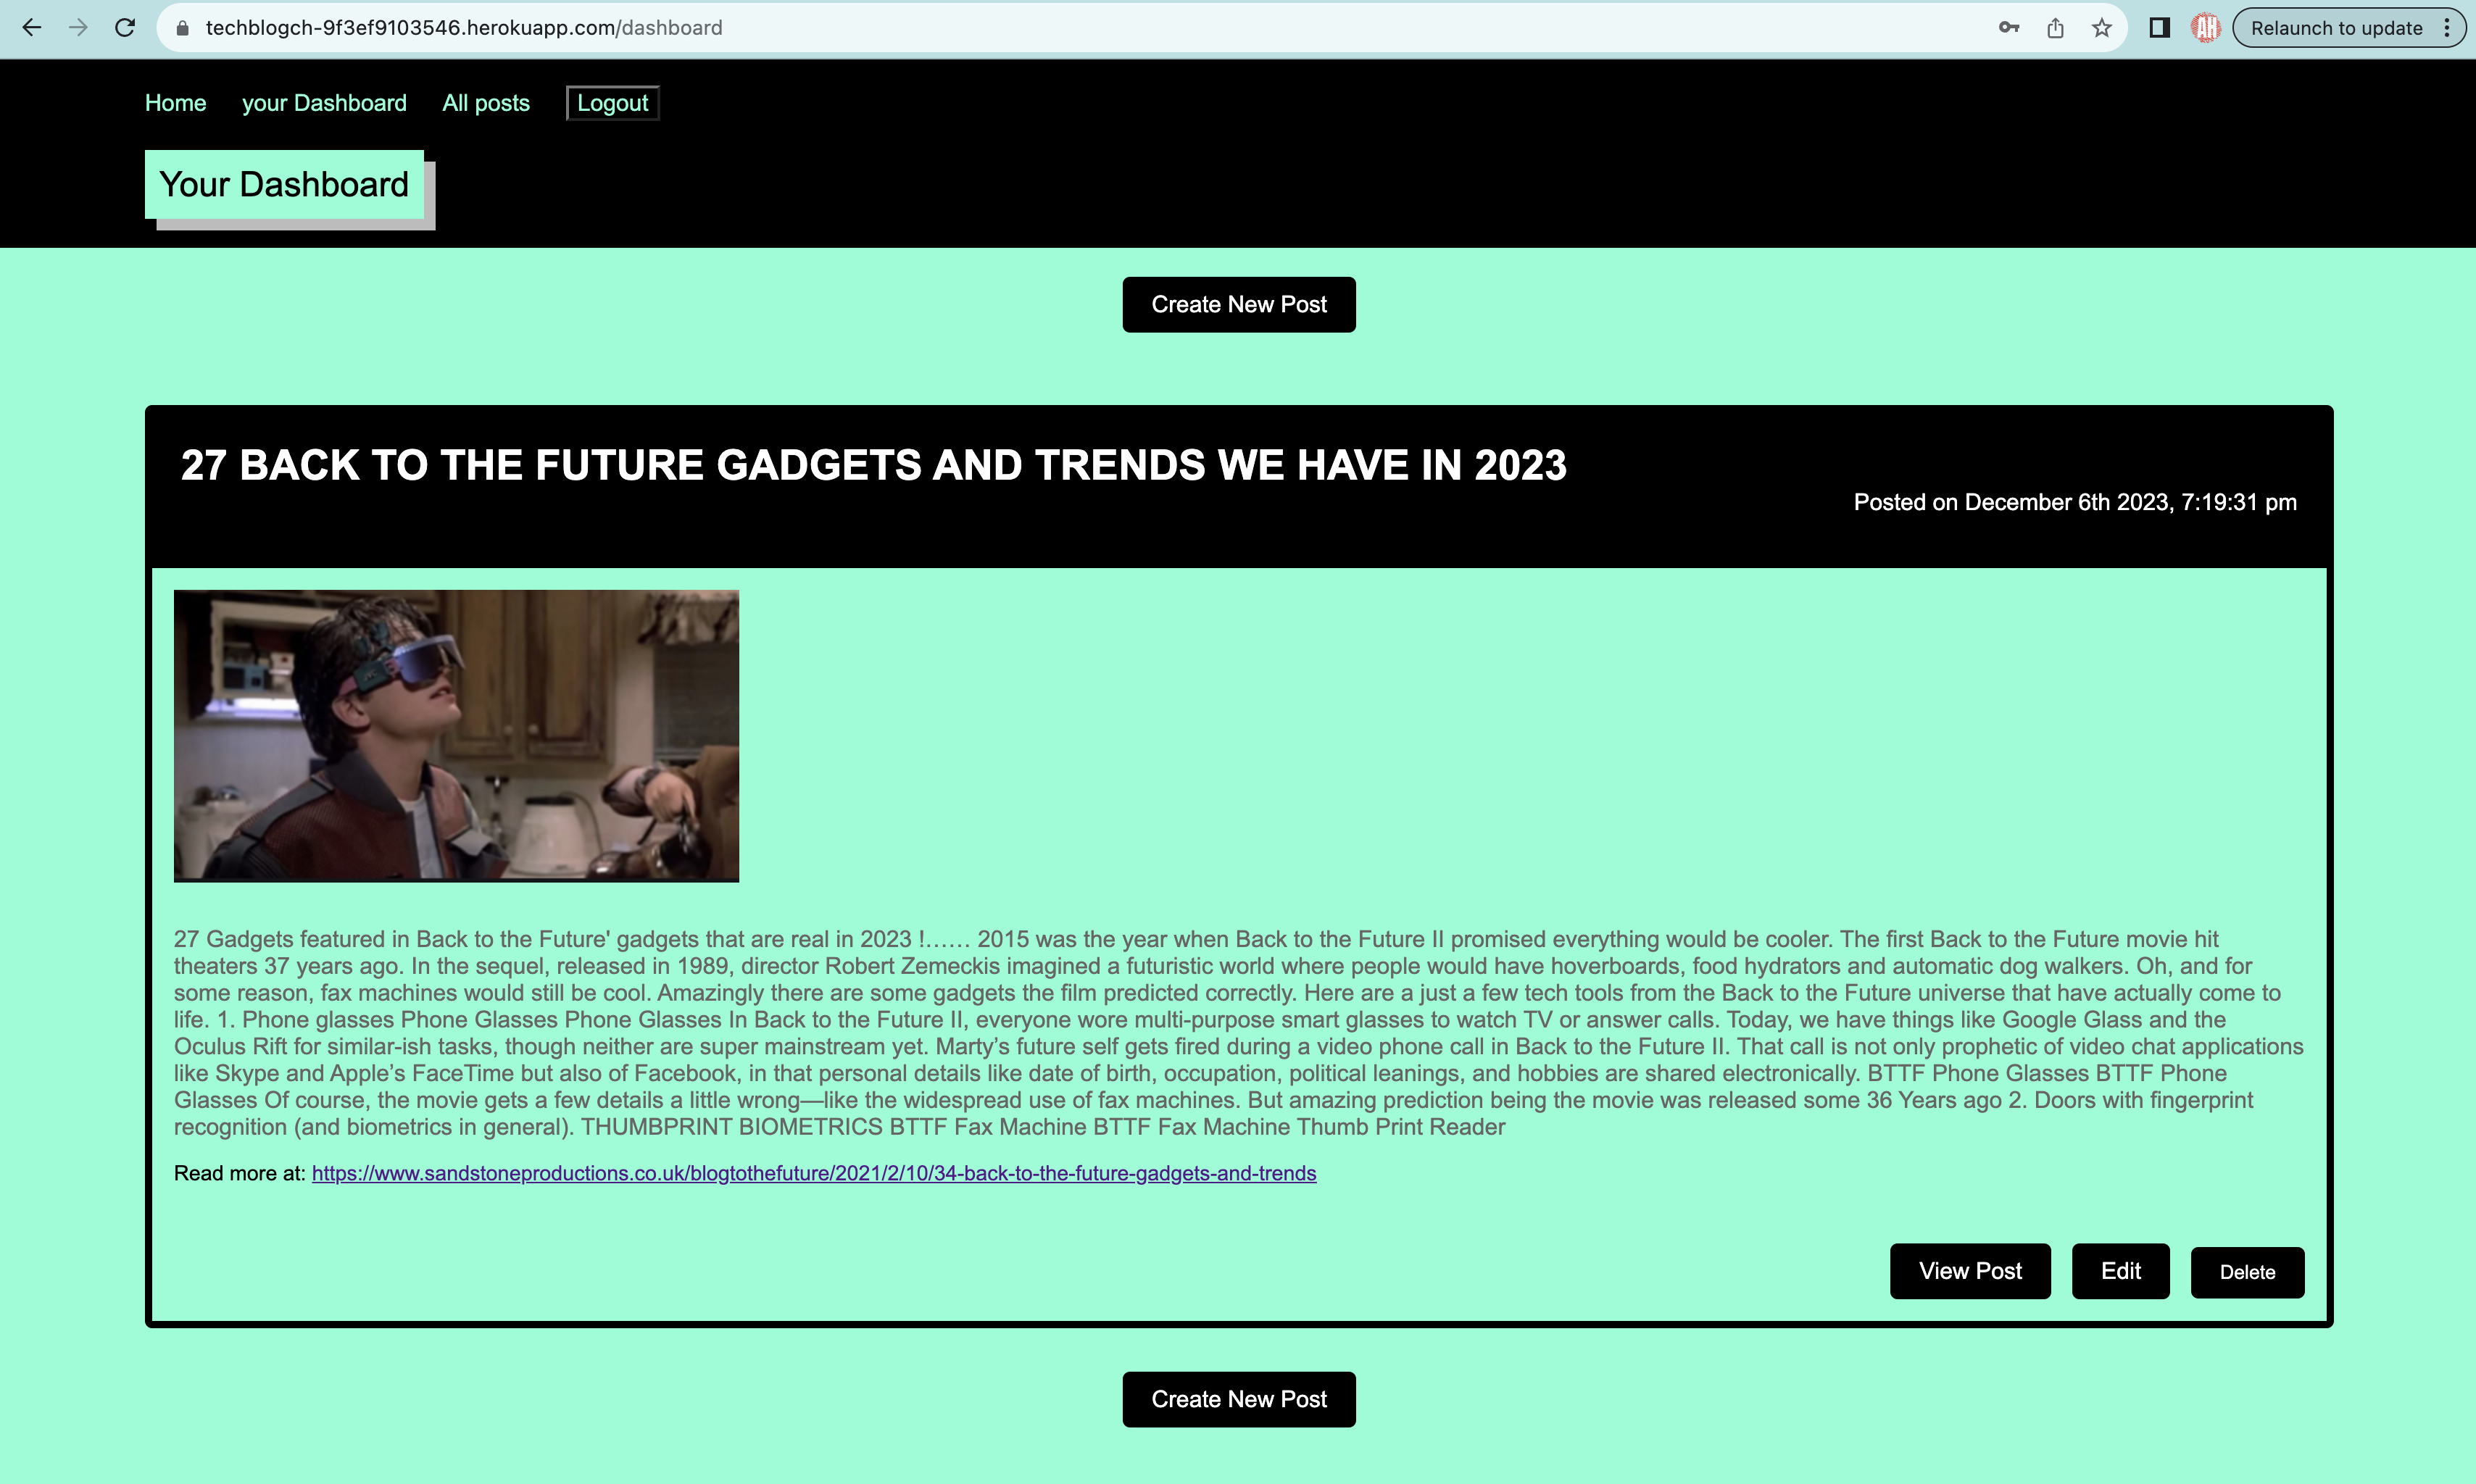 techblogch-9f3ef9103546.herokuapp.com/dashboard
AH
Relaunch to update
Home your Dashboard All posts Logout
Your Dashboard
Create New Post
27 BACK TO THE FUTURE GADGETS AND TRENDS WE HAVE IN 2023
Posted on December 6th 2023, 7:19:31 pm
27 Gadgets featured in Back to the Future' gadgets that are real in 2023 !…… 2015 was the year when Back to the Future II promised everything would be cooler. The first Back to the Future movie hit
theaters 37 years ago. In the sequel, released in 1989, director Robert Zemeckis imagined a futuristic world where people would have hoverboards, food hydrators and automatic dog walkers. Oh, and for
some reason, fax machines would still be cool. Amazingly there are some gadgets the film predicted correctly. Here are a just a few tech tools from the Back to the Future universe that have actually come to
life. 1. Phone glasses Phone Glasses Phone Glasses In Back to the Future II, everyone wore multi-purpose smart glasses to watch TV or answer calls. Today, we have things like Google Glass and the
Oculus Rift for similar-ish tasks, though neither are super mainstream yet. Marty’s future self gets fired during a video phone call in Back to the Future II. That call is not only prophetic of video chat applications
like Skype and Apple’s FaceTime but also of Facebook, in that personal details like date of birth, occupation, political leanings, and hobbies are shared electronically. BTTF Phone Glasses BTTF Phone
Glasses Of course, the movie gets a few details a little wrong—like the widespread use of fax machines. But amazing prediction being the movie was released some 36 Years ago 2. Doors with fingerprint
recognition (and biometrics in general). THUMBPRINT BIOMETRICS BTTF Fax Machine BTTF Fax Machine Thumb Print Reader
Read more at: https://www.sandstoneproductions.co.uk/blogtothefuture/2021/2/10/34-back-to-the-future-gadgets-and-trends
View Post Edit Delete
Create New Post